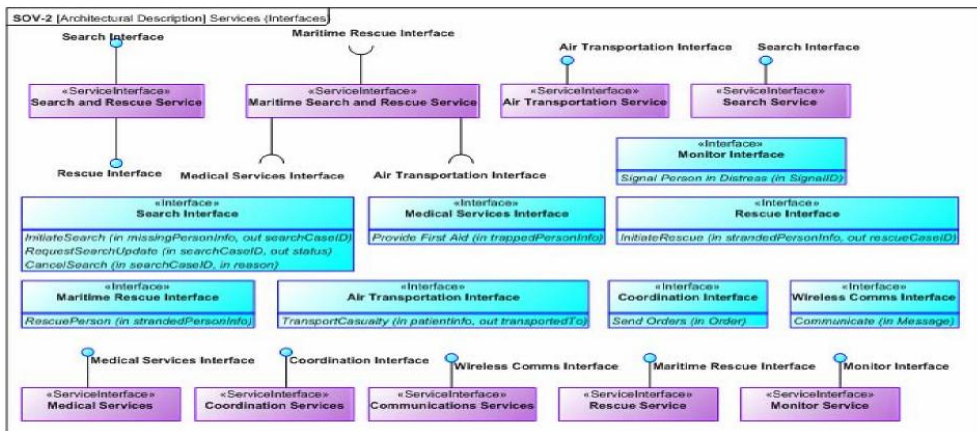 SOV-2 [Architectural Description] Services (Interfaces)
Search Interface
Maritime Rescue Interface
Air Transportation Interface
Search Interface
«ServiceInterface»
Search and Rescue Service
«ServiceInterface»
Maritime Search and Rescue Service
«ServiceInterface»
Air Transportation Service
«ServiceInterface»
Search Service
Rescue Interface
Medical Services Interface
Air Transportation Interface
«Interface»
Monitor Interface
Signal Person in Distress (in SignalID)
«Interface»
Search Interface
InitiateSearch (in missingPersonInfo, out searchCaseID)
RequestSearchUpdate (in searchCaseID, out status)
CancelSearch (in searchCaseID, in reason)
«Interface»
Medical Services Interface
Provide First Aid (in trappedPersonInfo)
«Interface»
Rescue Interface
InitiateRescue (in strandedPersonInfo, out rescueCaseID)
«Interface»
Maritime Rescue Interface
RescuePerson (in strandedPersonInfo)
«Interface»
Air Transportation Interface
TransportCasualty (in patientInfo, out transportedTo)
«Interface»
Coordination Interface
Send Orders (in Order)
«Interface»
Wireless Comms Interface
Communicate (in Message)
Medical Services Interface
Coordination Interface
Wireless Comms Interface
Maritime Rescue Interface
Monitor Interface
«ServiceInterface»
Medical Services
«ServiceInterface»
Coordination Services
«ServiceInterface»
Communications Services
«ServiceInterface»
Rescue Service
«ServiceInterface»
Monitor Service